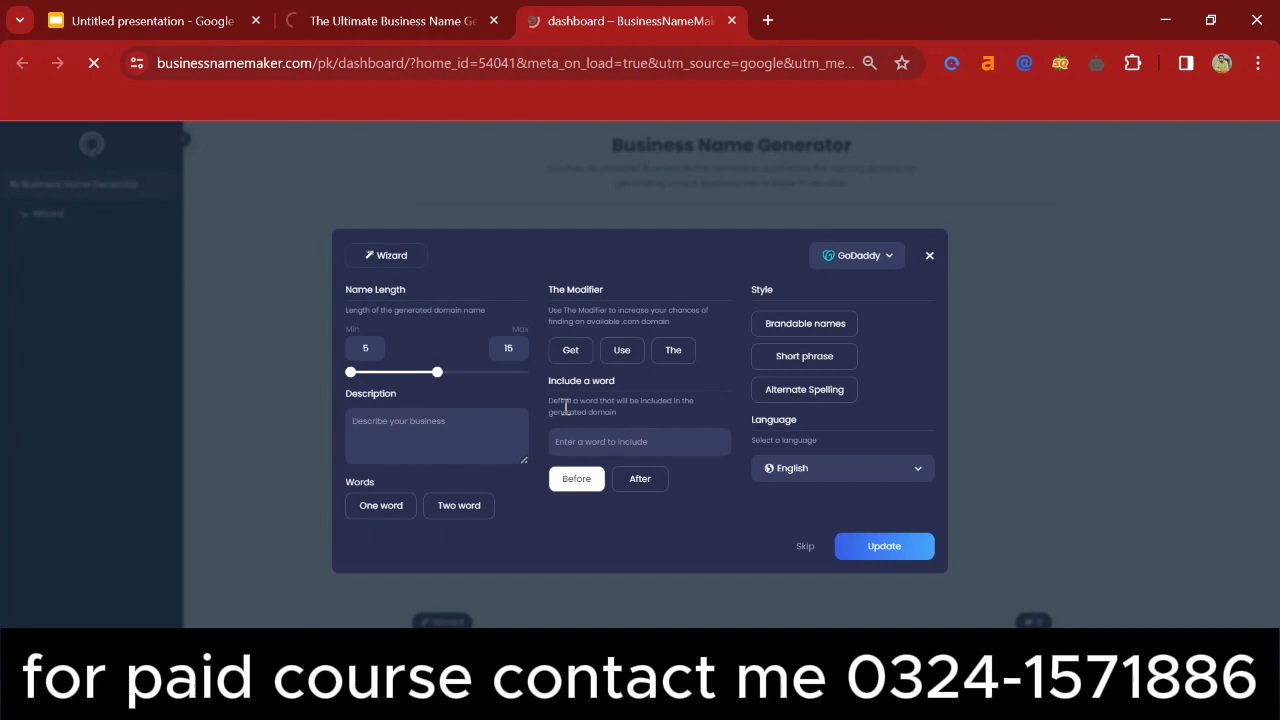 Untitled presentation - Google
The Ultimate Business Name Ge
dashboard – BusinessNameMak
businessnamemaker.com/pk/dashboard/?home_id=54041&meta_on_load=true&utm_source=google&utm_me...
Business Name Generator
Business Name Generator
Wizard
Wizard
GoDaddy
Name Length
Length of the generated domain name
Min
Max
5
15
Description
Describe your business
Words
One word
Two word
The Modifier
Use The Modifier to increase your chances of
finding an available .com domain
Get
Use
The
Include a word
Define a word that will be included in the
generated domain
Enter a word to include
Before
After
Style
Brandable names
Short phrase
Alternate Spelling
Language
Select a language
English
Skip
Update
Wizard
for paid course contact me 0324-1571886